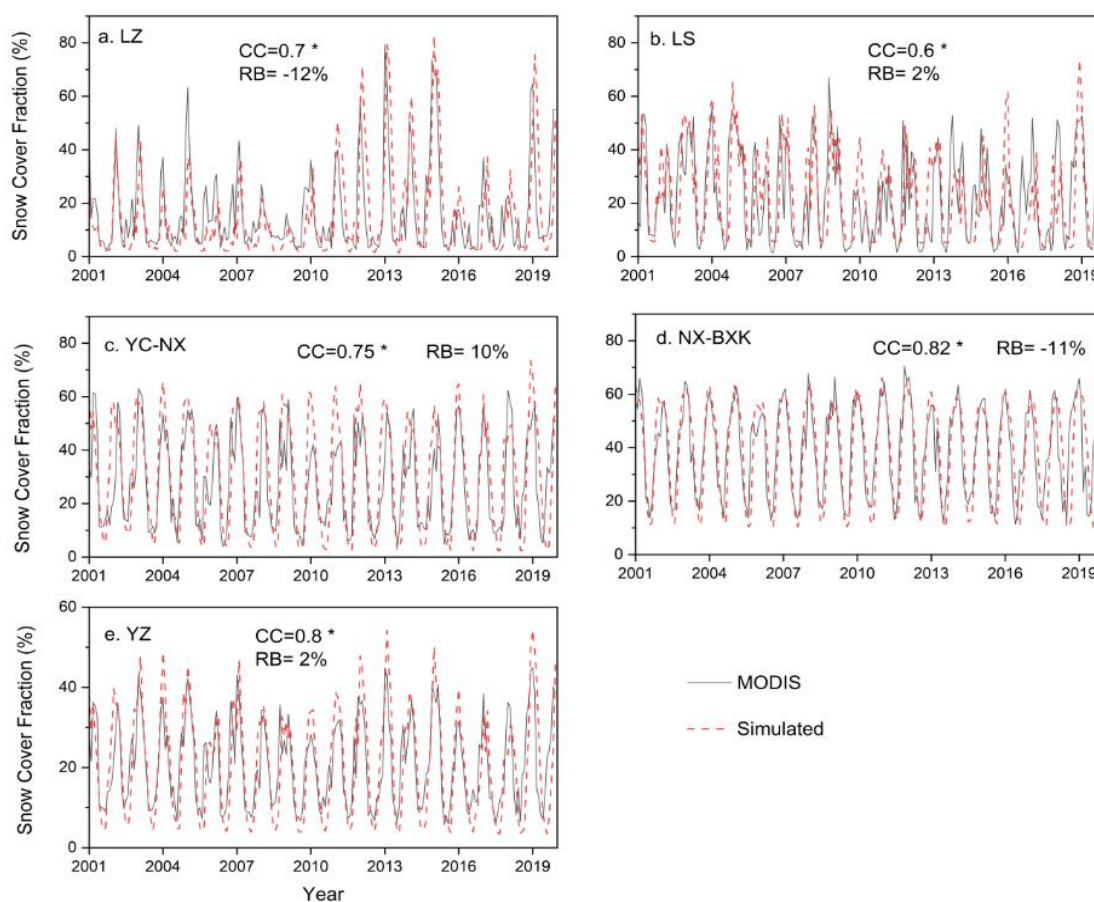 a. LZ
CC=0.7 *
RB= -12%
Snow Cover Fraction (%)
80
60
40
20
0
2001 2004 2007 2010 2013 2016 2019
b. LS
CC=0.6 *
RB= 2%
80
60
40
20
0
2001 2004 2007 2010 2013 2016 2019
c. YC-NX
CC=0.75 * RB= 10%
Snow Cover Fraction (%)
80
60
40
20
0
2001 2004 2007 2010 2013 2016 2019
d. NX-BXK
CC=0.82 * RB= -11%
80
60
40
20
0
2001 2004 2007 2010 2013 2016 2019
e. YZ
CC=0.8 *
RB= 2%
Snow Cover Fraction (%)
60
40
20
0
2001 2004 2007 2010 2013 2016 2019
Year
MODIS
Simulated